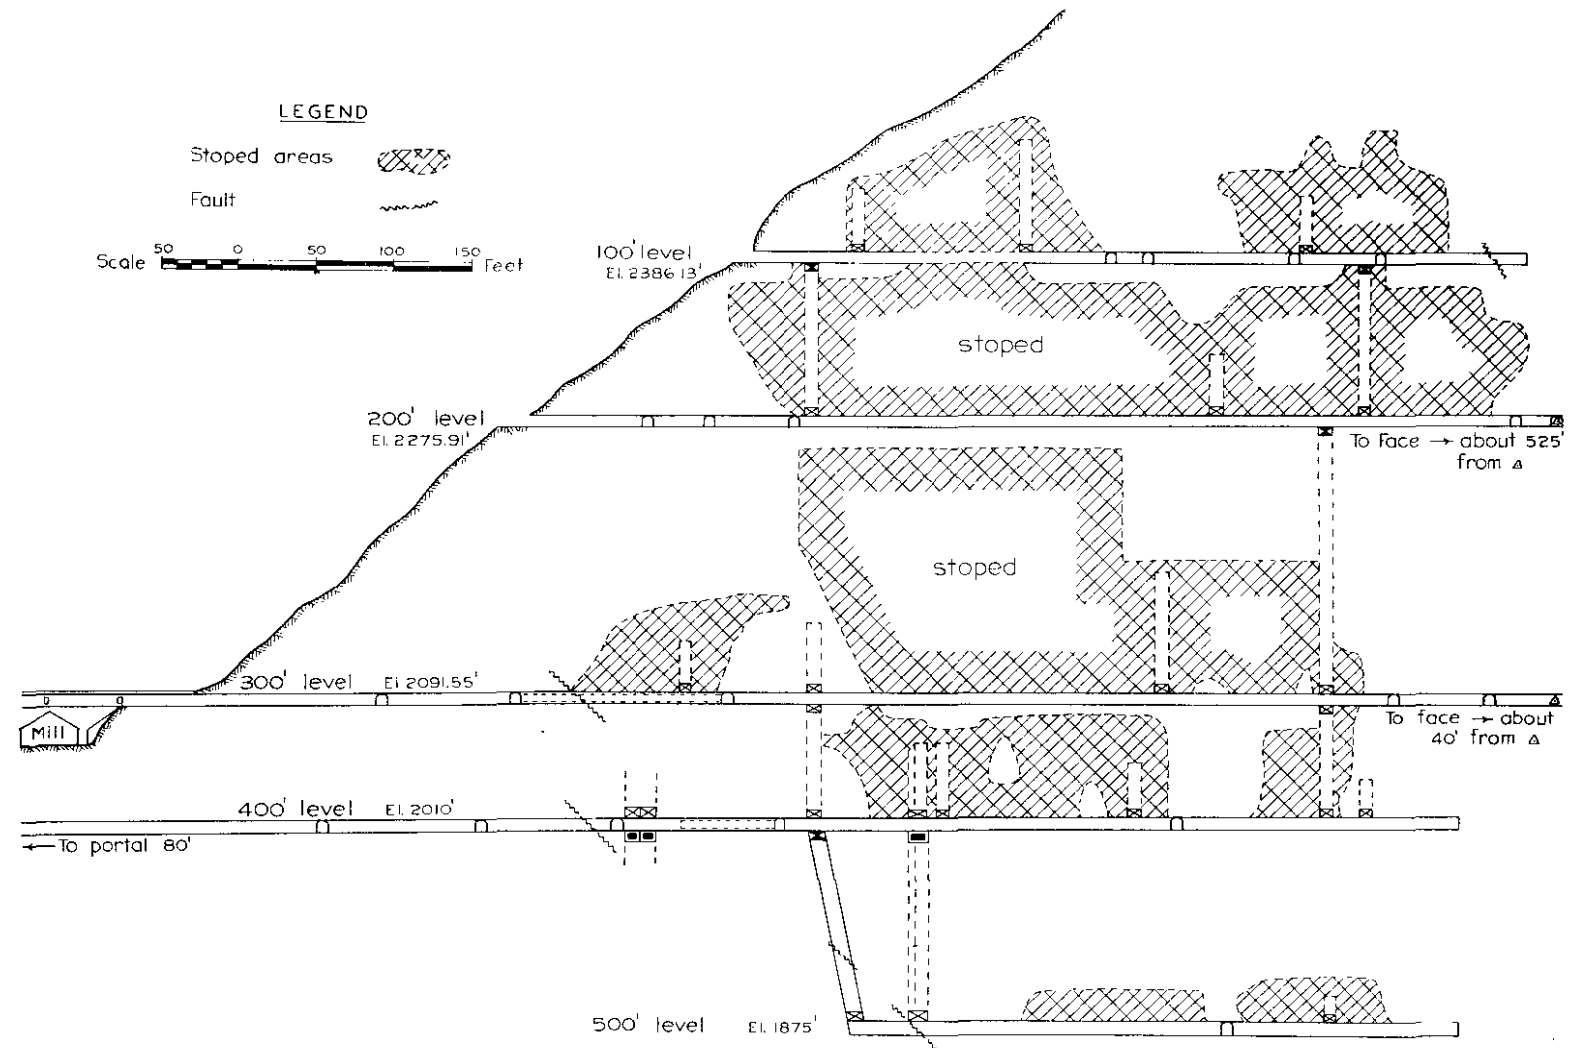 LEGEND
Stoped areas
Fault
50 0 50 100 150
Scale Feet
100' level
El. 2386.13'
stoped
200' level
El. 2275.91'
To Face → about 525'
from △
stoped
300' level El 2091.55'
Mill
To face → about
40' from △
400' level El. 2010'
←To portal 80'
500' level El. 1875'